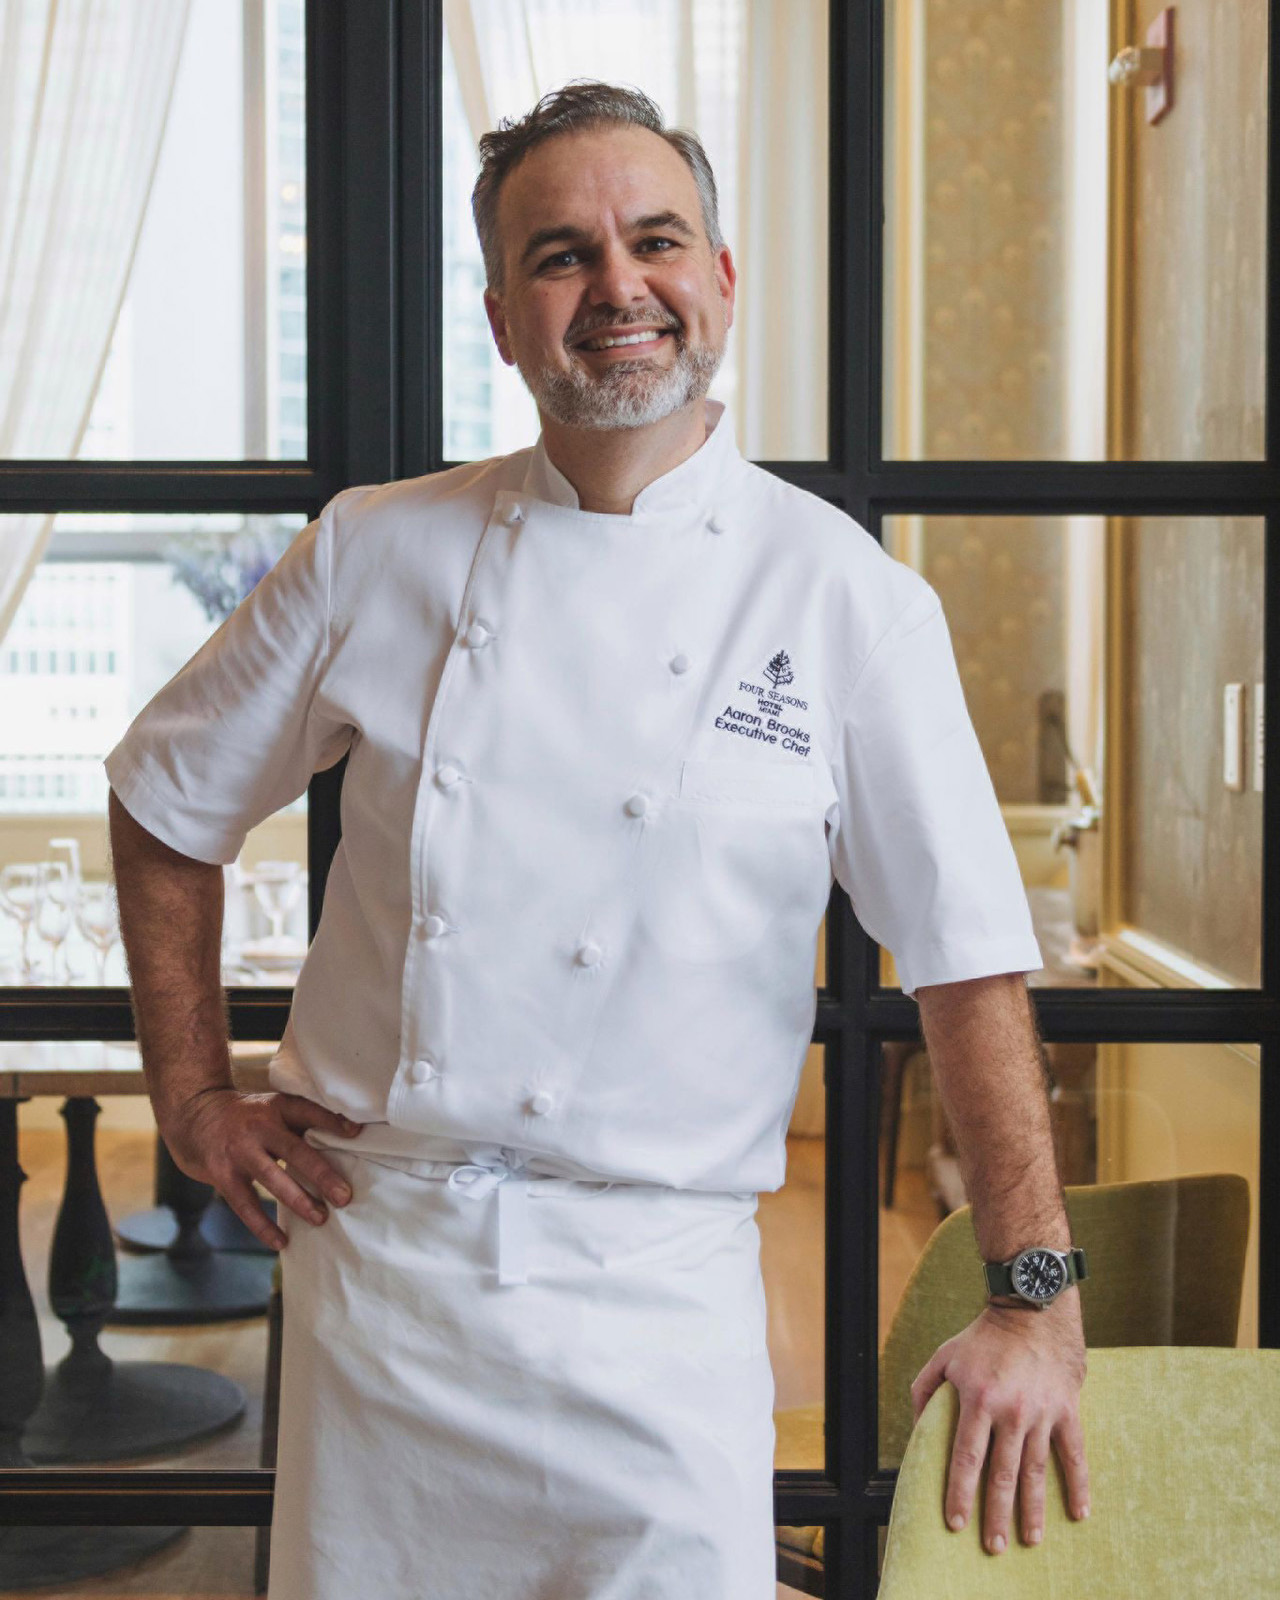 FOUR SEASONS
HOTEL
MIAMI
Aaron Brooks
Executive Chef